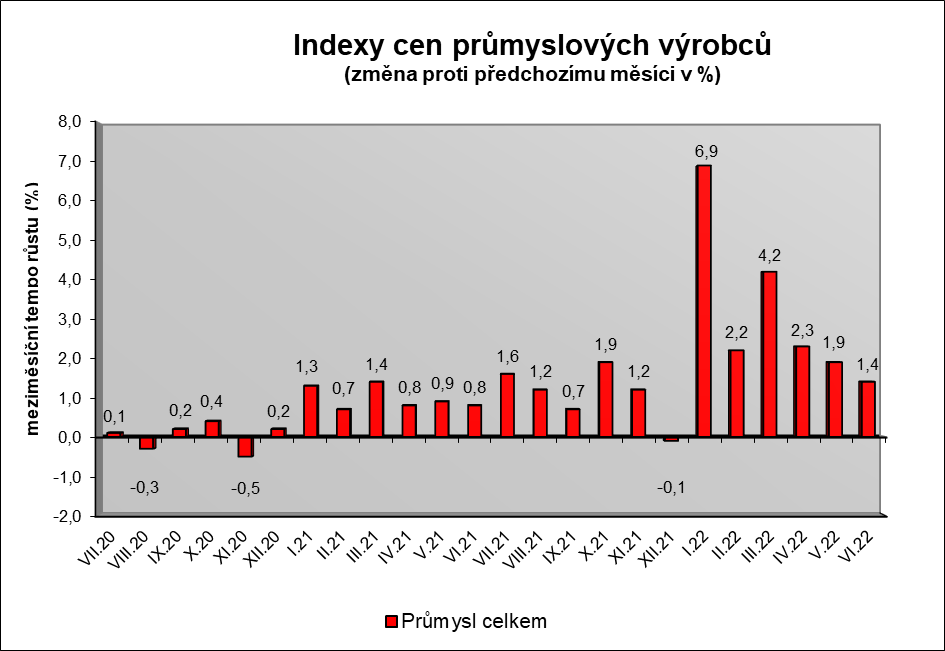 Indexy cen průmyslových výrobců
(změna proti předchozímu měsíci v %)
meziměsíční tempo růstu (%)
8,0
7,0
6,0
5,0
4,0
3,0
2,0
1,0
0,0
-1,0
-2,0
0,1
-0,3
0,2
0,4
-0,5
0,2
1,3
0,7
1,4
0,8
0,9
0,8
1,6
1,2
0,7
1,9
1,2
-0,1
6,9
2,2
4,2
2,3
1,9
1,4
VII.20
VIII.20
IX.20
X.20
XI.20
XII.20
I.21
II.21
III.21
IV.21
V.21
VI.21
VII.21
VIII.21
IX.21
X.21
XI.21
XII.21
I.22
II.22
III.22
IV.22
V.22
VI.22
Průmysl celkem